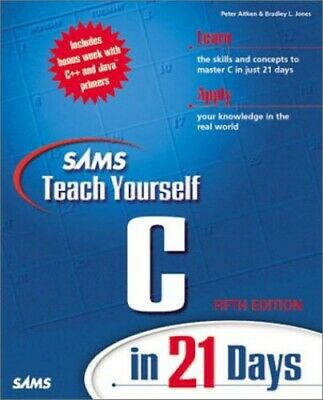 Peter Aitken & Bradley L. Jones
Includes
bonus week with
C++ and Java™
primers
Learn
the skills and concepts to
master C in just 21 days
Apply
your knowledge in the
real world
SAMS
Teach Yourself
C
FIFTH EDITION
in 21 Days
SAMS